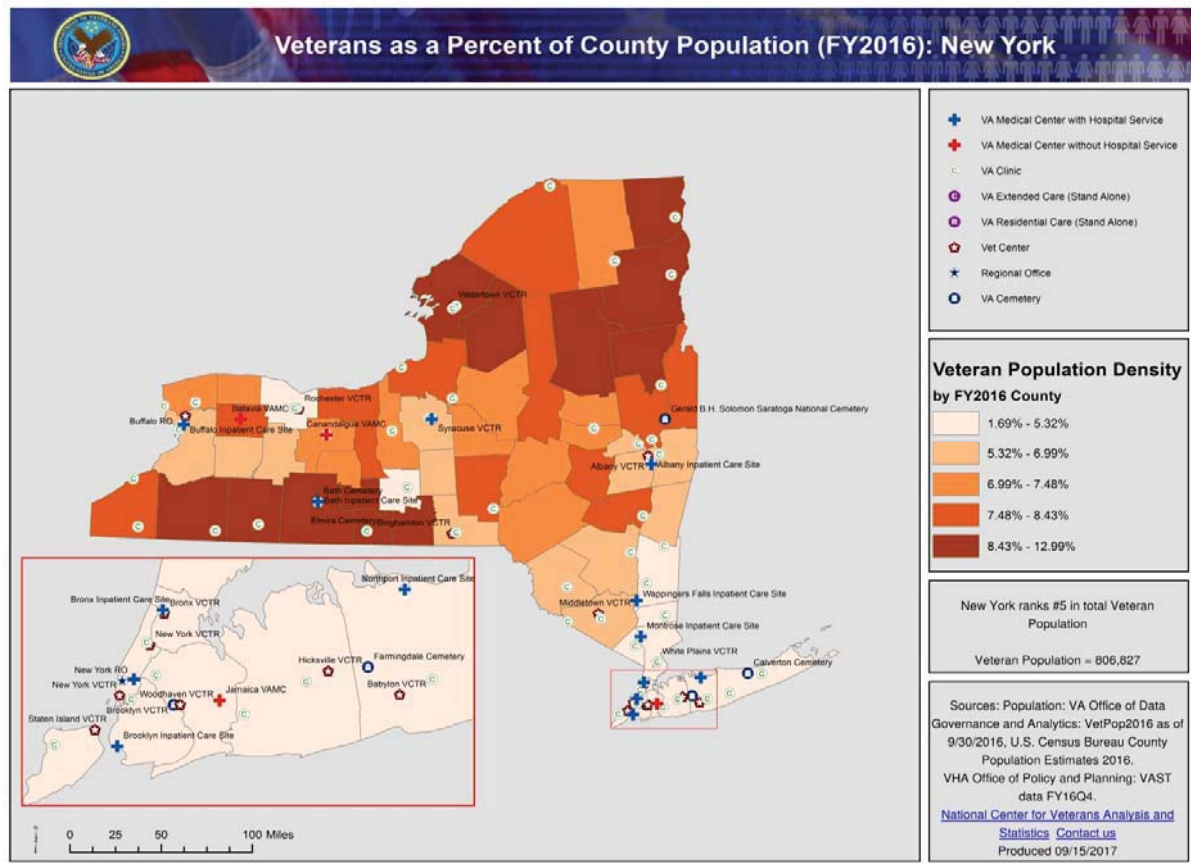 Veterans as a Percent of County Population (FY2016): New York
VA Medical Center with Hospital Service
VA Medical Center without Hospital Service
VA Clinic
VA Extended Care (Stand Alone)
VA Residential Care (Stand Alone)
Vet Center
Regional Office
VA Cemetery
Veteran Population Density
by FY2016 County
1.69% - 5.32%
5.32% - 6.99%
6.99% - 7.48%
7.48% - 8.43%
8.43% - 12.99%
New York ranks #5 in total Veteran
Population
Veteran Population = 806,827
Sources: Population: VA Office of Data
Governance and Analytics: VetPop2016 as of
9/30/2016, U.S. Census Bureau County
Population Estimates 2016.
VHA Office of Policy and Planning: VAST
data FY16Q4.
National Center for Veterans Analysis and
Statistics Contact us
Produced 09/15/2017
Watertown VCTR
Rochester VCTR
Batavia VAMC
Buffalo RO
Buffalo Inpatient Care Site
Canandaigua VAMC
Syracuse VCTR
Gerald B.H. Solomon Saratoga National Cemetery
Albany VCTR
Albany Inpatient Care Site
Bath Cemetery
Bath Inpatient Care Site
Elmira Cemetery
Binghamton VCTR
Middletown VCTR
Wappingers Falls Inpatient Care Site
Montrose Inpatient Care Site
White Plains VCTR
Calverton Cemetery
Northport Inpatient Care Site
Bronx Inpatient Care Site
Bronx VCTR
New York VCTR
New York RO
New York VCTR
Hicksville VCTR
Farmingdale Cemetery
Woodhaven VCTR
Jamaica VAMC
Babylon VCTR
Brooklyn VCTR
Staten Island VCTR
Brooklyn Inpatient Care Site
0 25 50 100 Miles